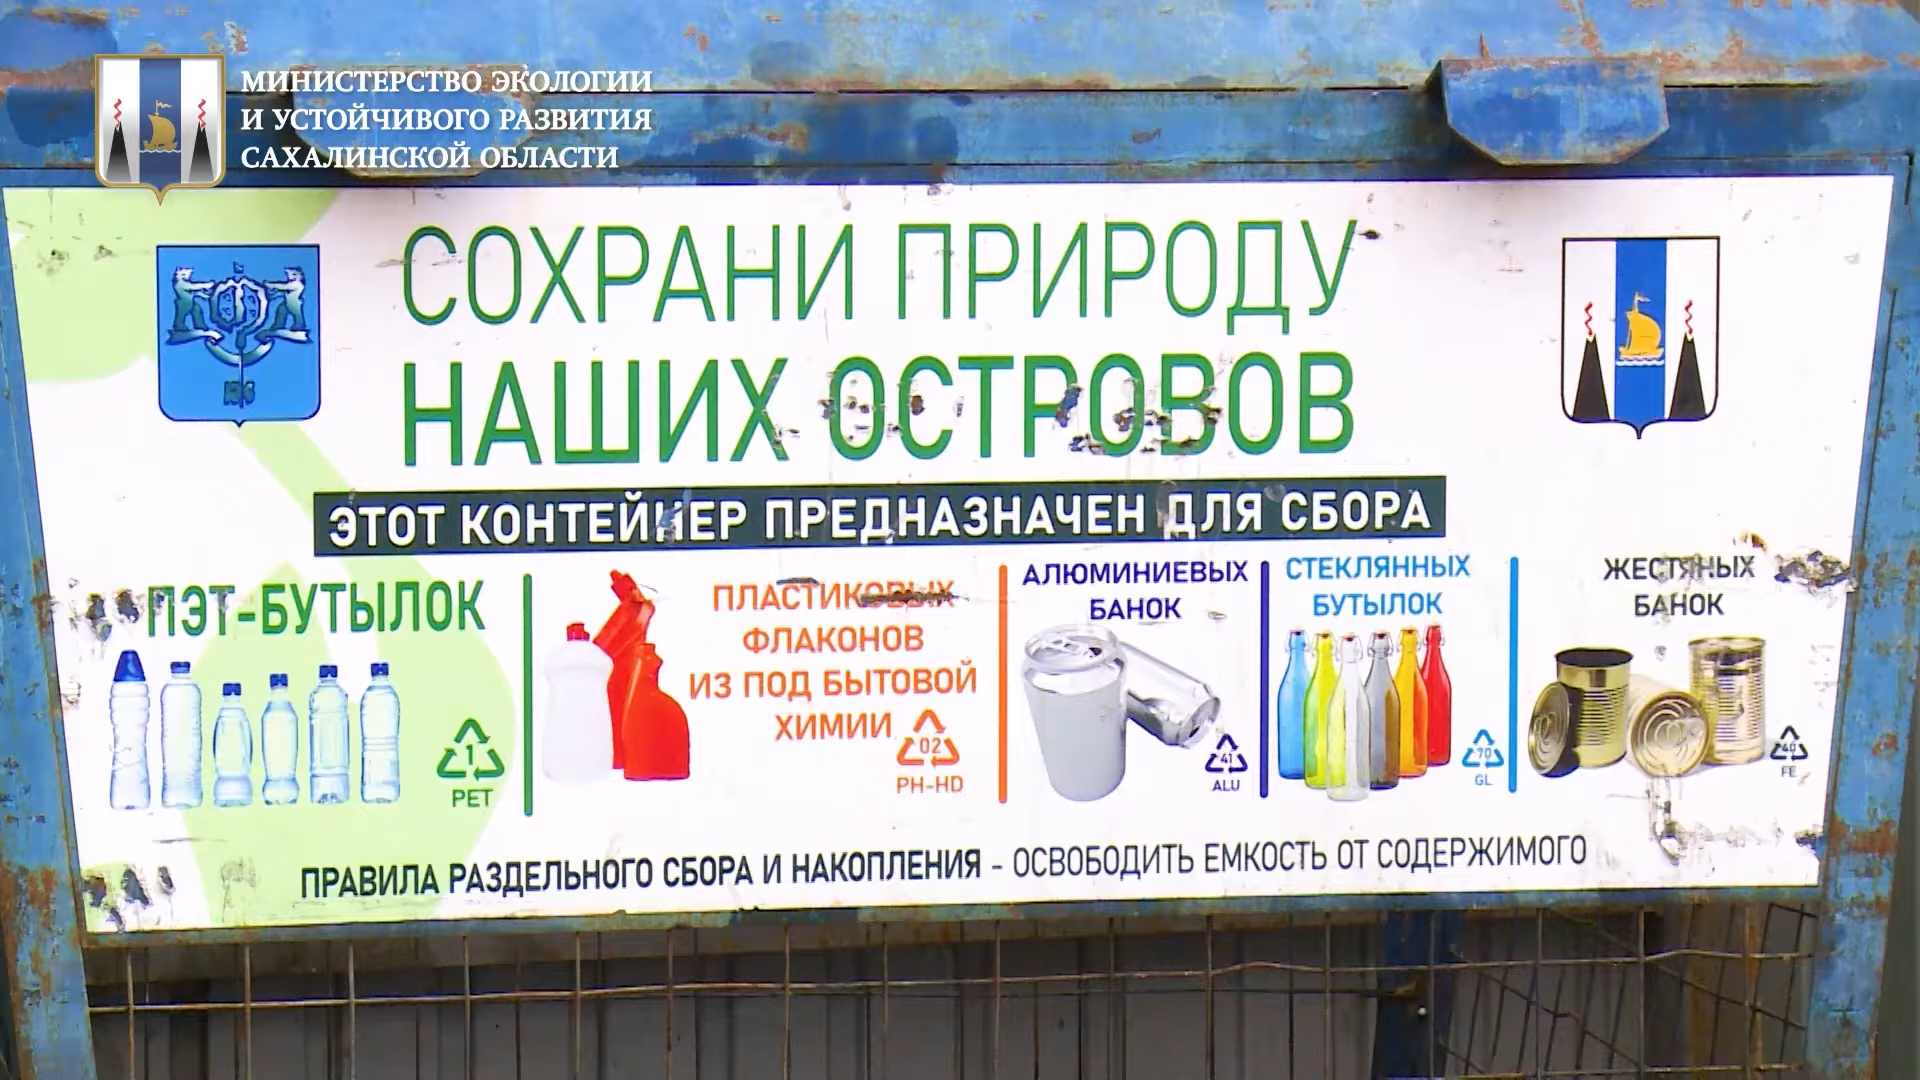 МИНИСТЕРСТВО ЭКОЛОГИИ
И УСТОЙЧИВОГО РАЗВИТИЯ
САХАЛИНСКОЙ ОБЛАСТИ
СОХРАНИ ПРИРОДУ
НАШИХ ОСТРОВОВ
ЭТОТ КОНТЕЙНЕР ПРЕДНАЗНАЧЕН ДЛЯ СБОРА
ПЭТ-БУТЫЛОК
1
PET
ПЛАСТИКОВЫХ
ФЛАКОНОВ
ИЗ ПОД БЫТОВОЙ
ХИМИИ
02
PH-HD
АЛЮМИНИЕВЫХ
БАНОК
41
ALU
СТЕКЛЯННЫХ
БУТЫЛОК
70
GL
ЖЕСТЯНЫХ
БАНОК
40
FE
ПРАВИЛА РАЗДЕЛЬНОГО СБОРА И НАКОПЛЕНИЯ - ОСВОБОДИТЬ ЕМКОСТЬ ОТ СОДЕРЖИМОГО